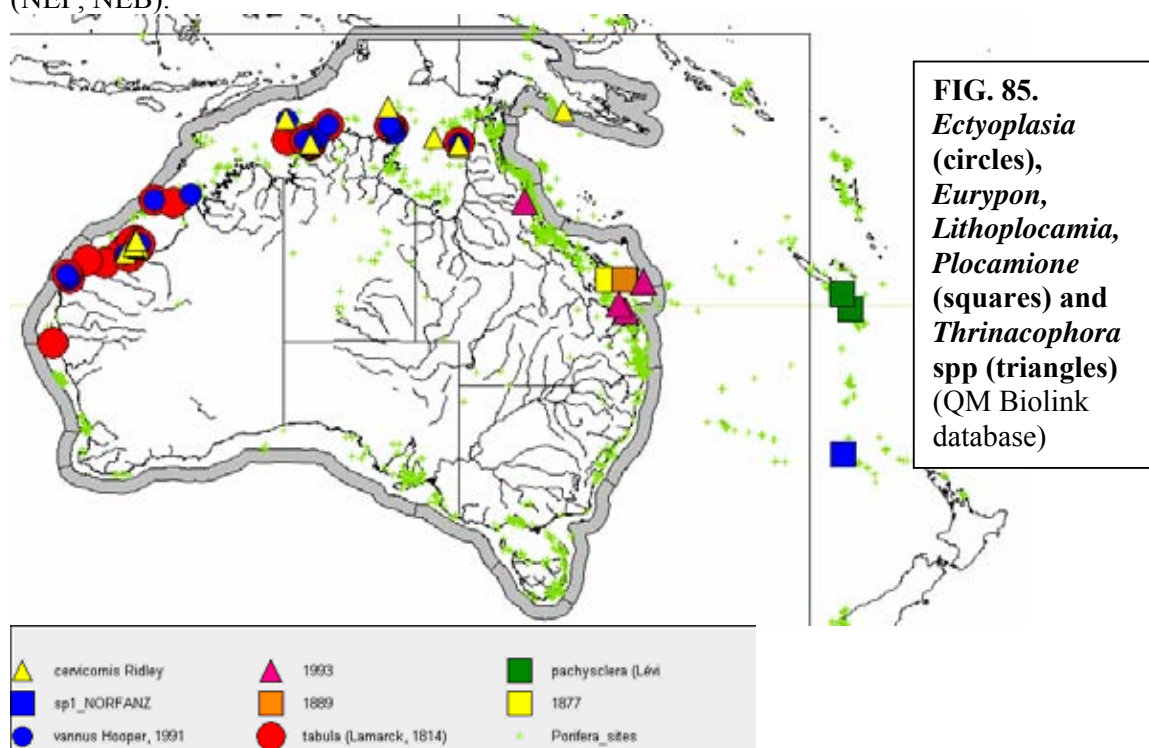 (NEP, NEB).
FIG. 85.
Ectyoplasia
(circles),
Eurypon,
Lithoplocamia,
Plocamione
(squares) and
Thrinacophora
spp (triangles)
(QM Biolink
database)
cervicornis Ridley
1993
pachysclera (Lévi
sp1_NORFANZ
1889
1877
vannus Hooper, 1991
tabula (Lamarck, 1814)
Porifera_sites